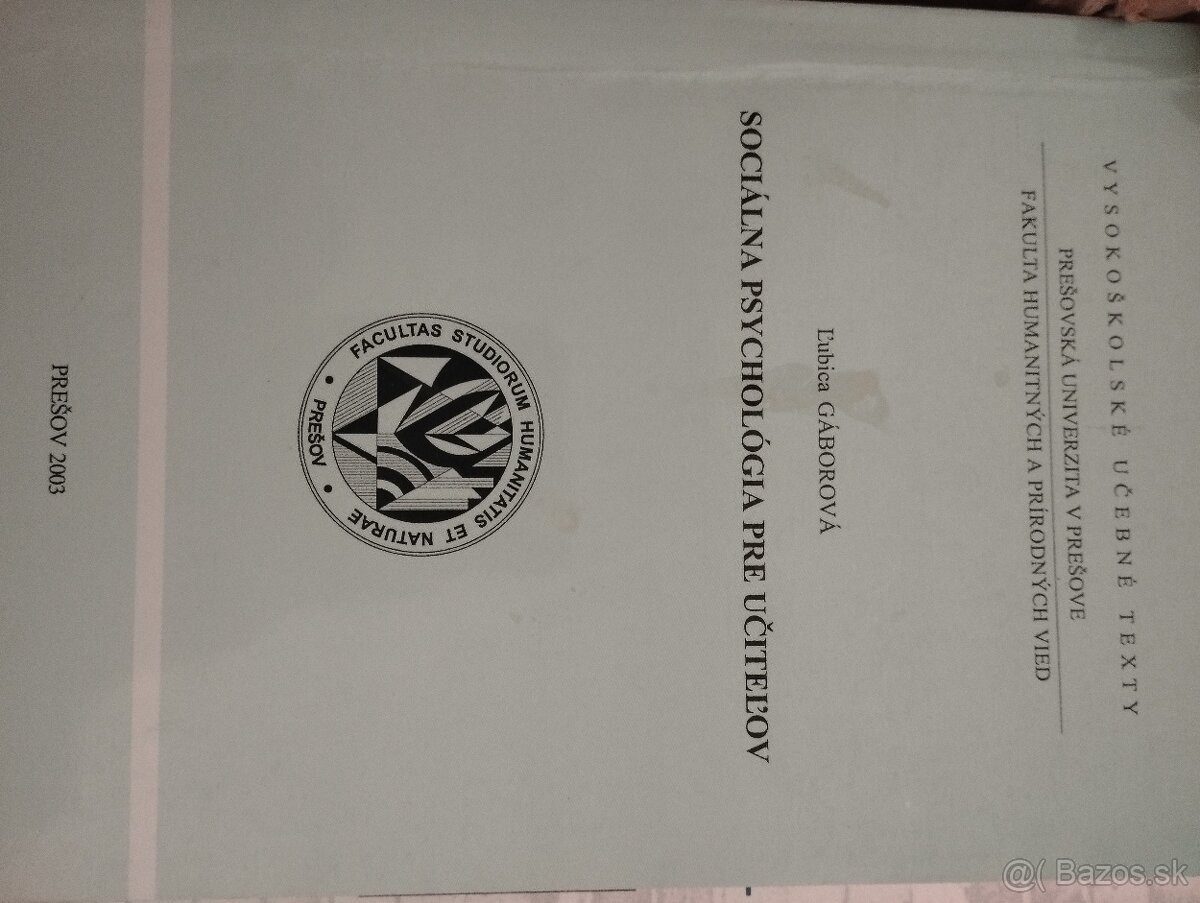 VYSOKOŠKOLSKÉ UČEBNÉ TEXTY
PREŠOVSKÁ UNIVERZITA V PREŠOVE
FAKULTA HUMANITNÝCH A PRÍRODNÝCH VIED
Ľubica GÁBOROVÁ
SOCIÁLNA PSYCHOLÓGIA PRE UČITEĽOV
FACULTAS STUDIORUM HUMANITATIS ET NATURAE
• PREŠOV •
PREŠOV 2003
@( Bazos.sk